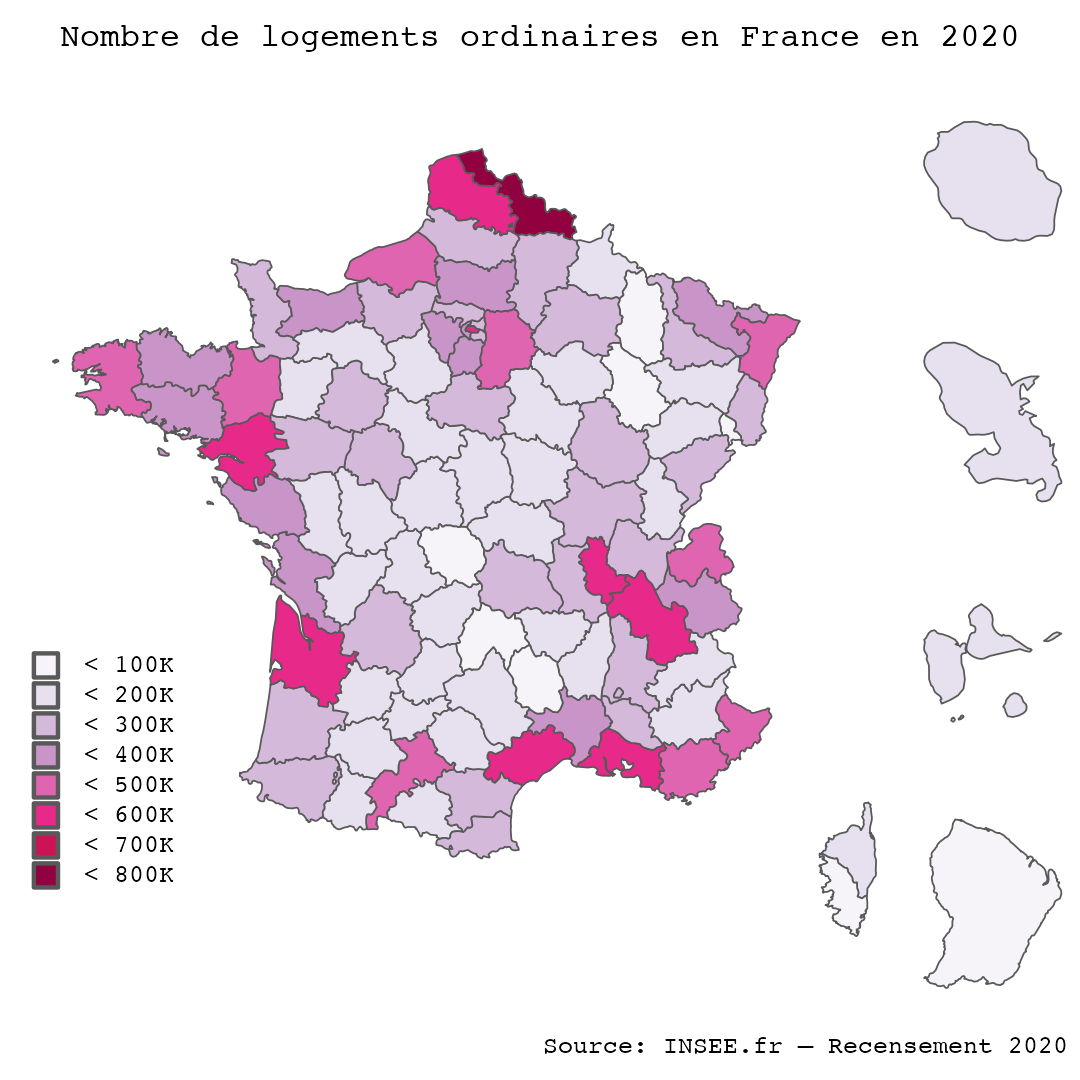 Nombre de logements ordinaires en France en 2020
< 100K
< 200K
< 300K
< 400K
< 500K
< 600K
< 700K
< 800K
Source: INSEE.fr — Recensement 2020